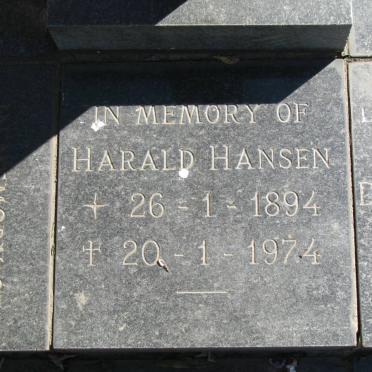 IN MEMORY OF
HARALD HANSEN
+ 26 - 1 - 1894
† 20 - 1 - 1974